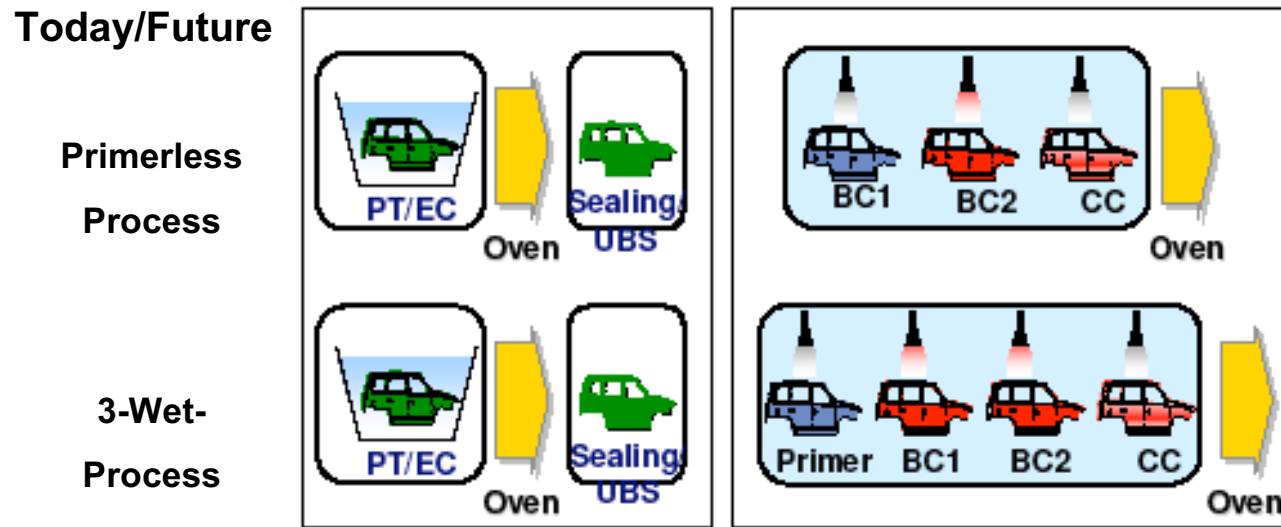 Today/Future
Primerless
Process
PT/EC
Oven
Sealing/
UBS
BC1
BC2
CC
Oven
3-Wet-
Process
PT/EC
Oven
Sealing/
UBS
Primer
BC1
BC2
CC
Oven